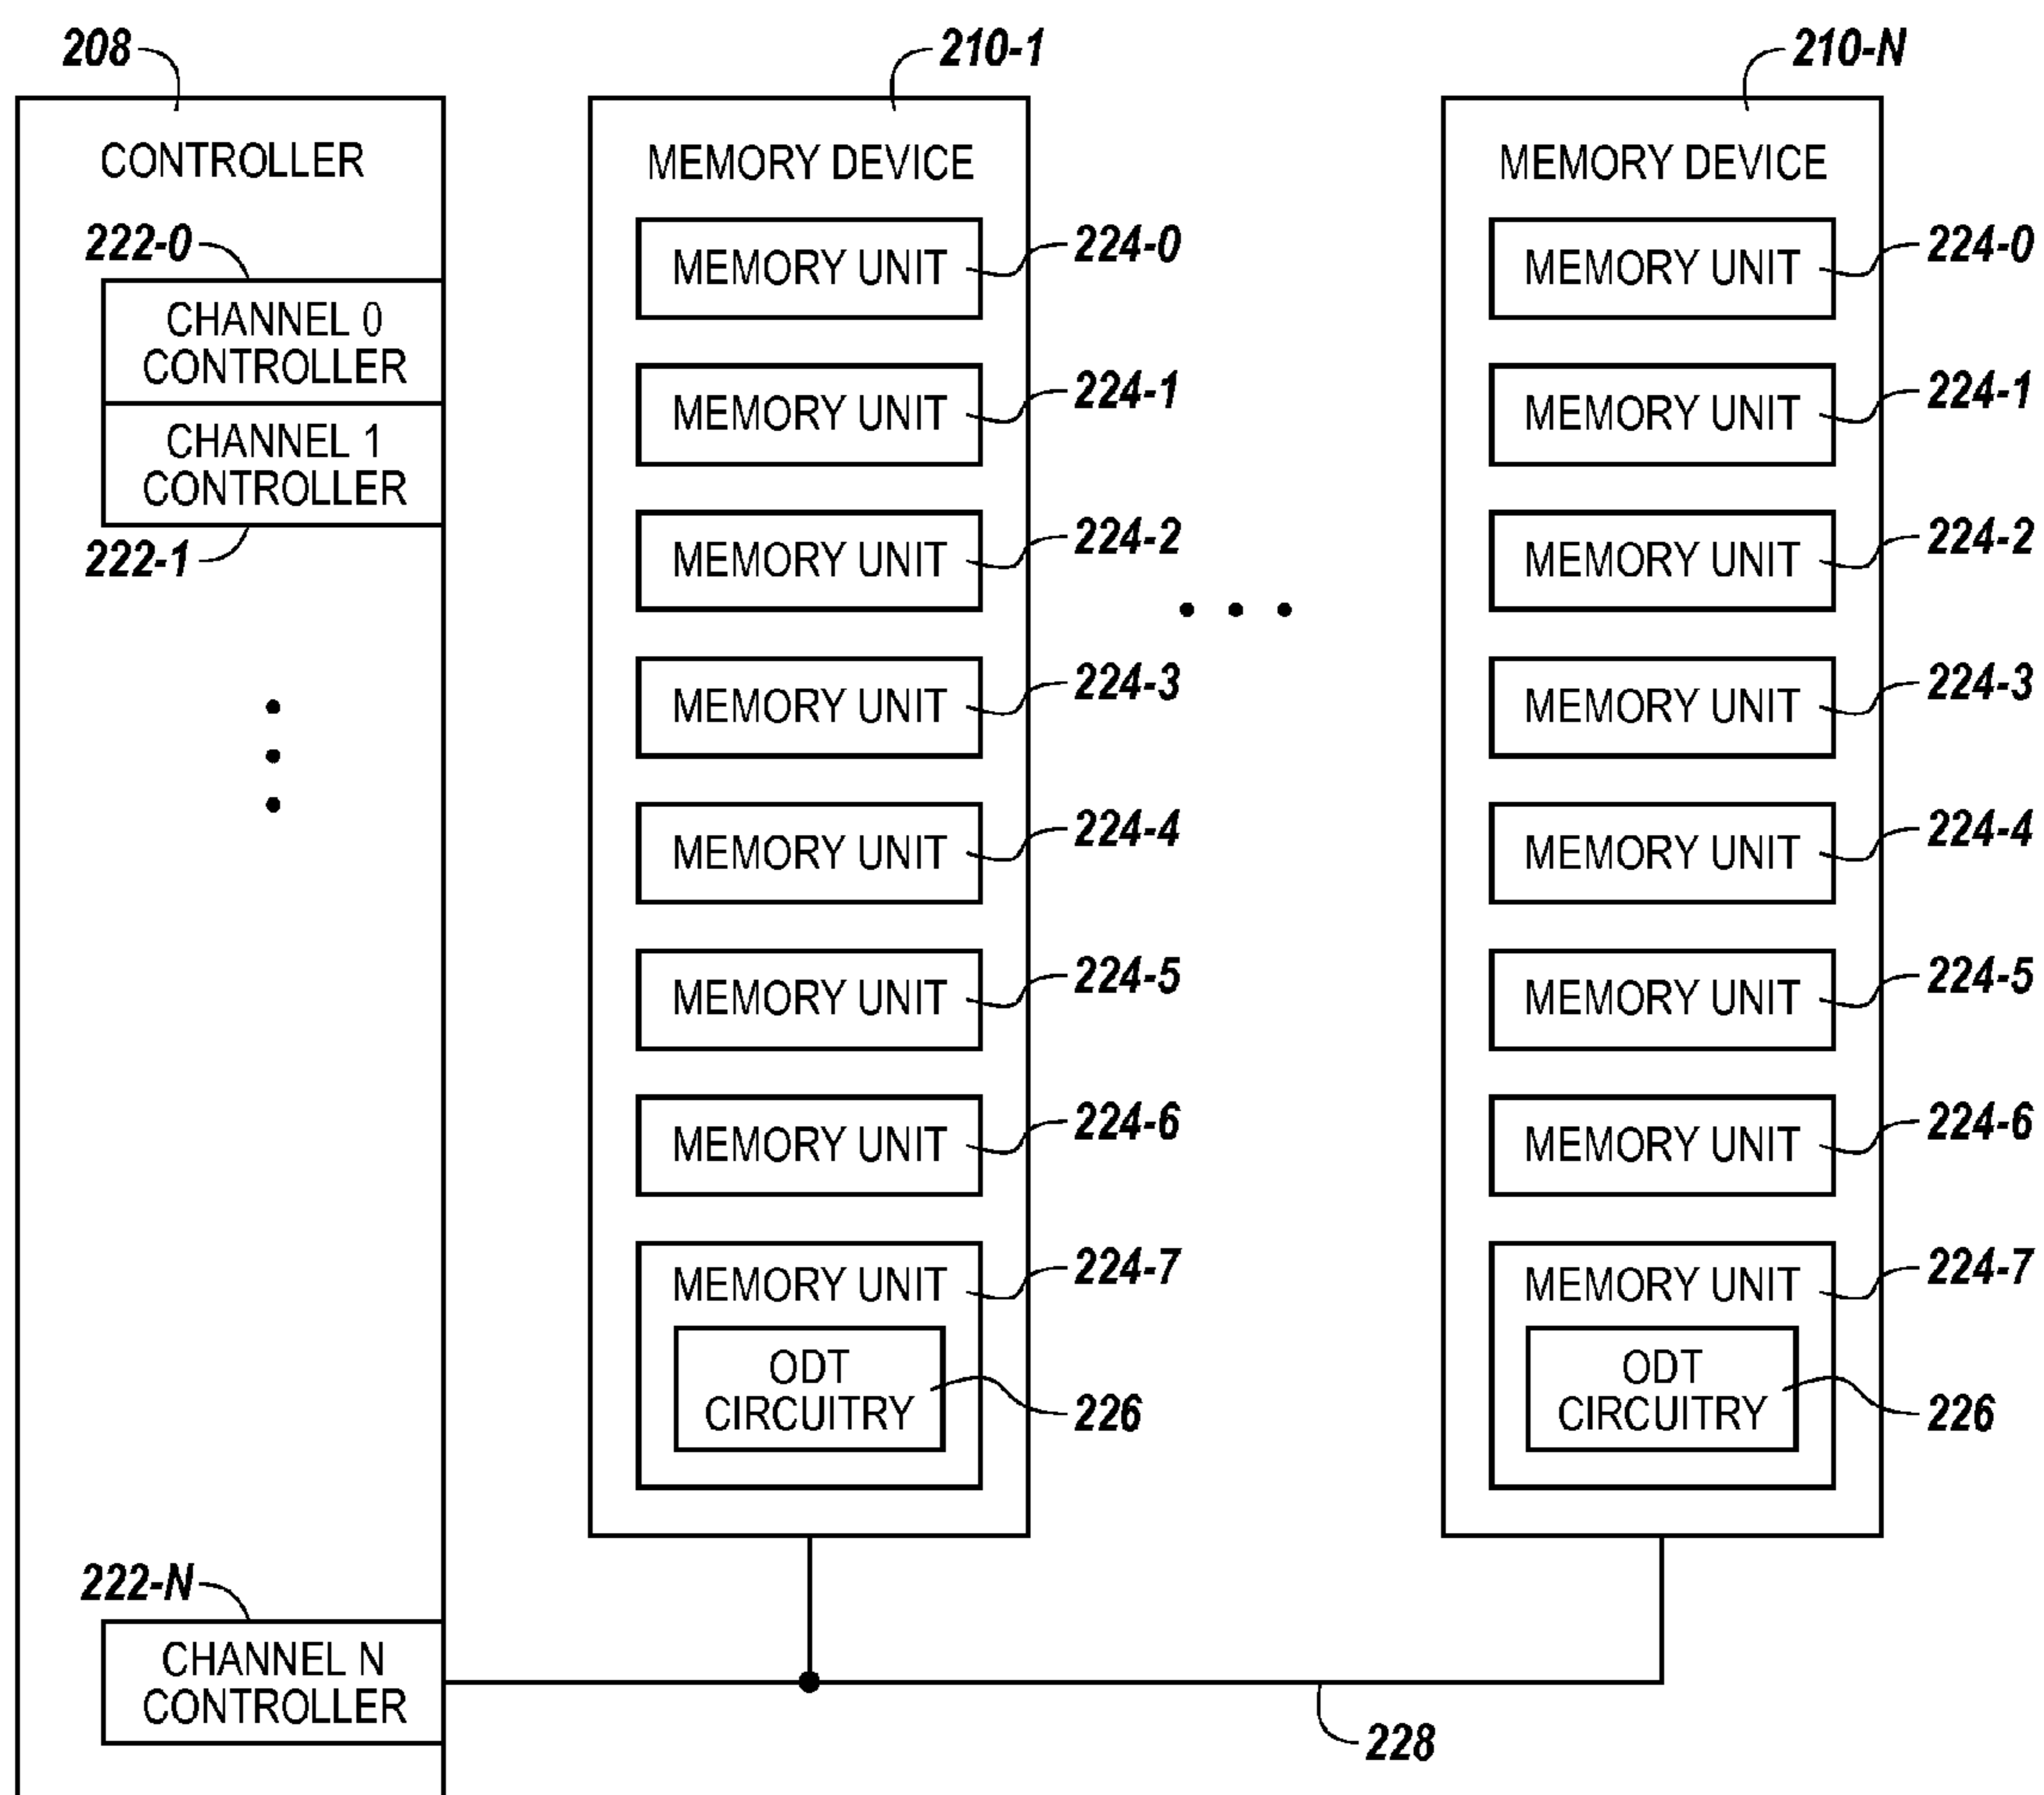 208
210-1
210-N
CONTROLLER
222-0
CHANNEL 0
CONTROLLER
CHANNEL 1
CONTROLLER
222-1
222-N
CHANNEL N
CONTROLLER
MEMORY DEVICE
MEMORY UNIT
224-0
MEMORY UNIT
224-1
MEMORY UNIT
224-2
MEMORY UNIT
224-3
MEMORY UNIT
224-4
MEMORY UNIT
224-5
MEMORY UNIT
224-6
MEMORY UNIT
224-7
ODT
CIRCUITRY
226
MEMORY DEVICE
MEMORY UNIT
224-0
MEMORY UNIT
224-1
MEMORY UNIT
224-2
MEMORY UNIT
224-3
MEMORY UNIT
224-4
MEMORY UNIT
224-5
MEMORY UNIT
224-6
MEMORY UNIT
224-7
ODT
CIRCUITRY
226
228